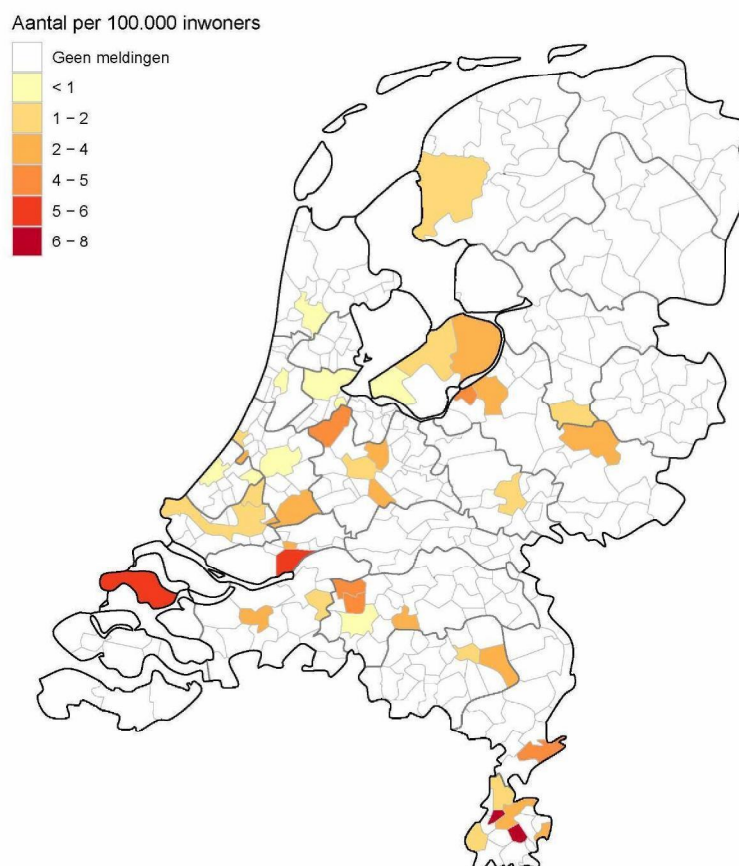 Aantal per 100.000 inwoners
Geen meldingen
< 1
1 – 2
2 – 4
4 – 5
5 – 6
6 – 8